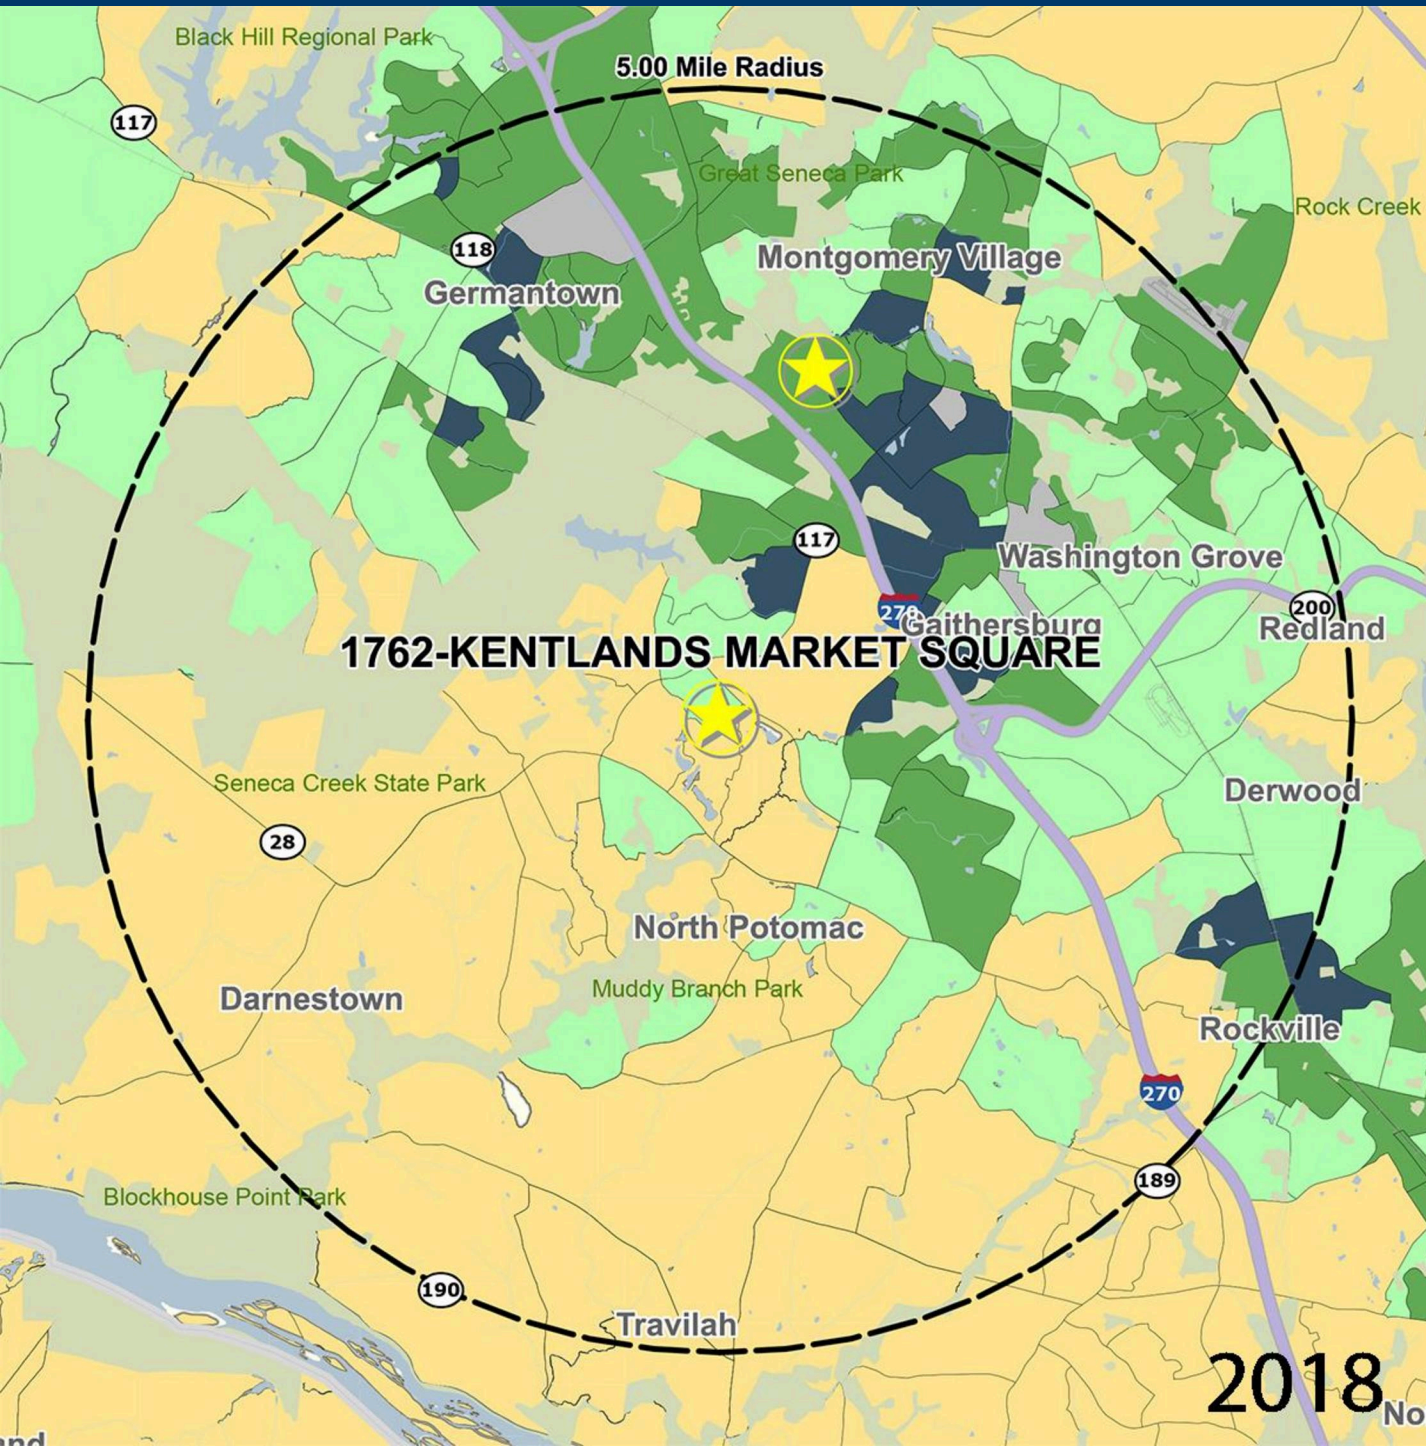 Black Hill Regional Park
5.00 Mile Radius
117
Great Seneca Park
Rock Creek
118
Montgomery Village
Germantown
117
Washington Grove
270
Gaithersburg
200
Redland
1762-KENTLANDS MARKET SQUARE
Seneca Creek State Park
Derwood
28
North Potomac
Muddy Branch Park
Darnestown
Rockville
270
189
Blockhouse Point Park
190
Travilah
2018
No
and